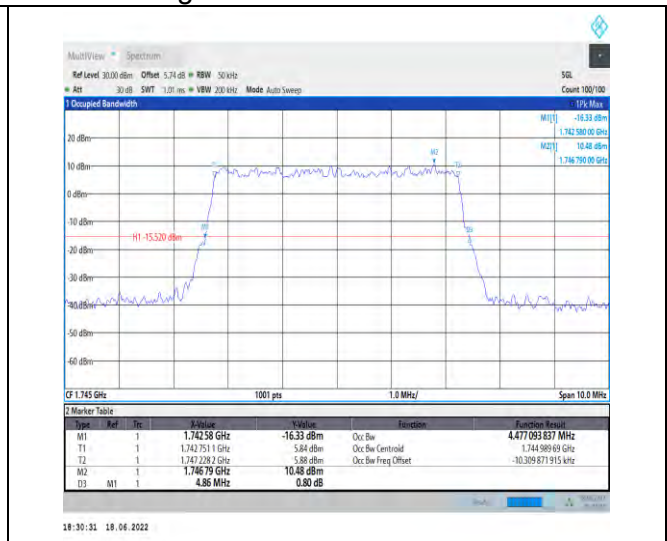 MultiView Spectrum
Ref Level 30.00 dBm Offset 5.74 dB RBW 50 kHz SGL
Att 30 dB SWT 1.01 ms VBW 200 kHz Mode Auto Sweep Count 100/100
1 Occupied Bandwidth 1Pk Max
M1[1] -16.33 dBm
1.742 580 00 GHz
M2[1] 10.48 dBm
1.746 790 00 GHz
20 dBm
M2
10 dBm
T2
0 dBm
-10 dBm
M1
H1 -15.520 dBm
-20 dBm
-30 dBm
-40 dBm
-50 dBm
-60 dBm
CF 1.745 GHz 1001 pts 1.0 MHz/ Span 10.0 MHz
2 Marker Table
Type Ref Trc X-Value Y-Value Function Function Result
M1 1 1.742 58 GHz -16.33 dBm Occ Bw 4.477 093 837 MHz
T1 1 1.742 751 1 GHz 5.84 dBm Occ Bw Centroid 1.744 989 69 GHz
T2 1 1.747 228 2 GHz 5.88 dBm Occ Bw Freq Offset -10.309 871 915 kHz
M2 1 1.746 79 GHz 10.48 dBm
D3 M1 1 4.86 MHz 0.80 dB
18:30:31 18.06.2022